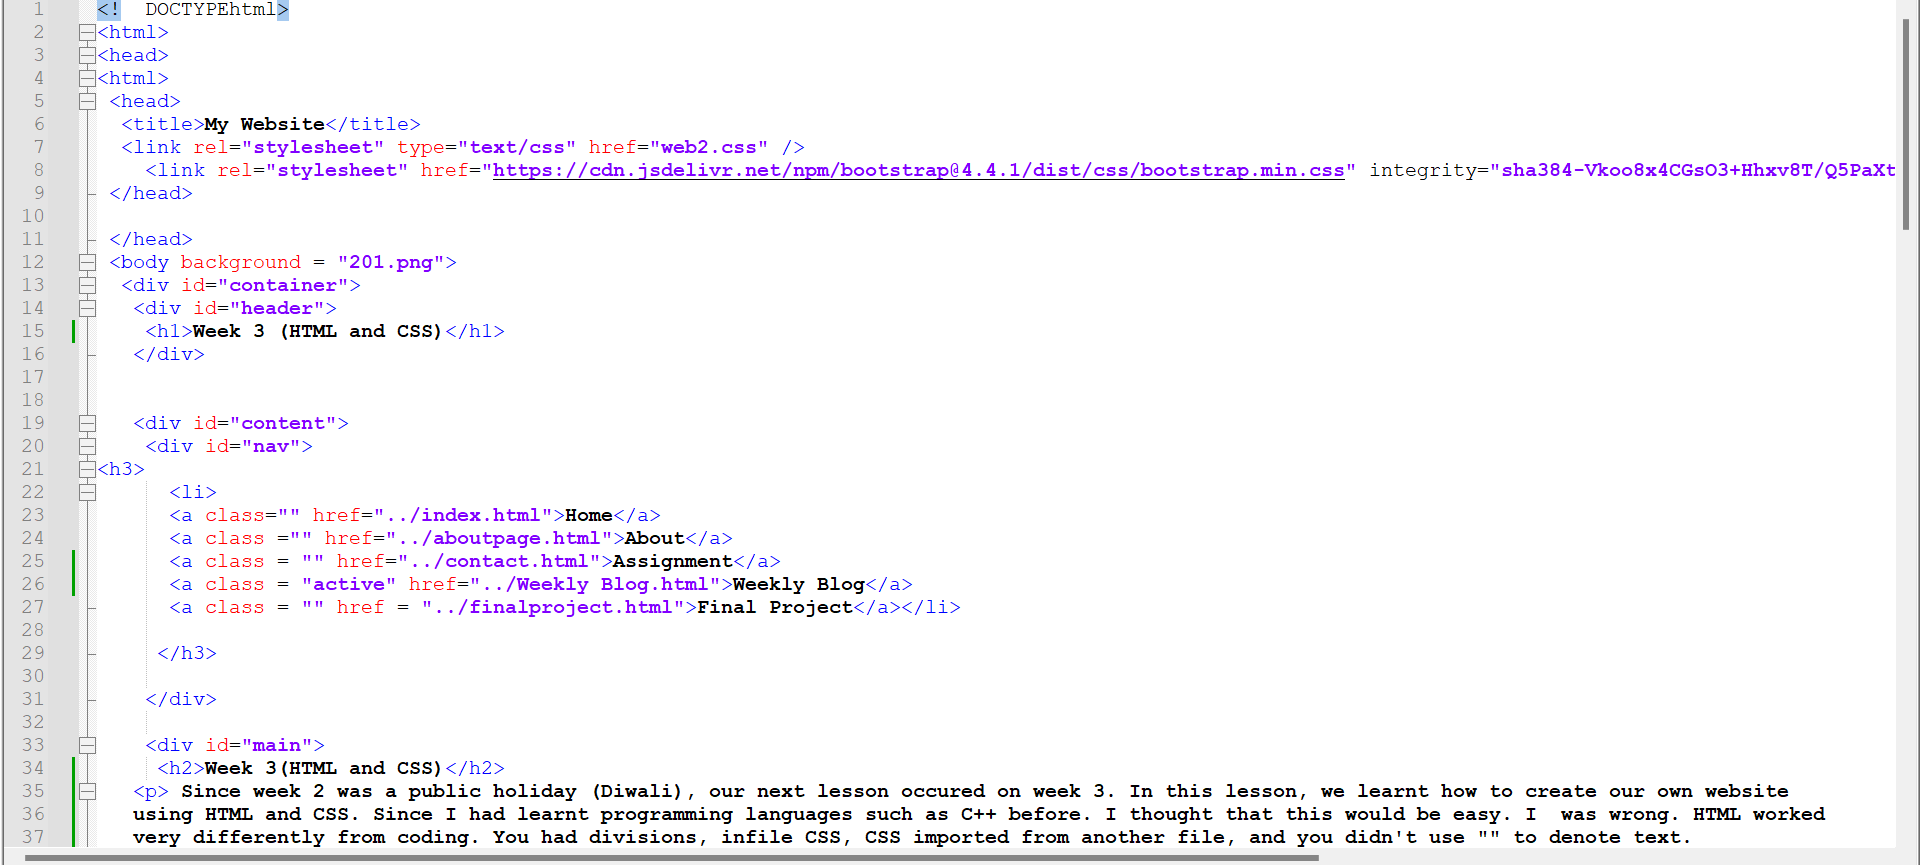 1 <!  DOCTYPEhtml>
2 <html>
3 <head>
4 <html>
5 <head>
6 <title>My Website</title>
7 <link rel="stylesheet" type="text/css" href="web2.css" />
8 <link rel="stylesheet" href="https://cdn.jsdelivr.net/npm/bootstrap@4.4.1/dist/css/bootstrap.min.css" integrity="sha384-Vkoo8x4CGsO3+Hhxv8T/Q5PaXt
9 </head>
10
11 </head>
12 <body background = "201.png">
13 <div id="container">
14 <div id="header">
15 <h1>Week 3 (HTML and CSS)</h1>
16 </div>
17
18
19 <div id="content">
20 <div id="nav">
21 <h3>
22 <li>
23 <a class="" href="../index.html">Home</a>
24 <a class ="" href="../aboutpage.html">About</a>
25 <a class = "" href="../contact.html">Assignment</a>
26 <a class = "active" href="../Weekly Blog.html">Weekly Blog</a>
27 <a class = "" href = "../finalproject.html">Final Project</a></li>
28
29 </h3>
30
31 </div>
32
33 <div id="main">
34 <h2>Week 3(HTML and CSS)</h2>
35 <p> Since week 2 was a public holiday (Diwali), our next lesson occured on week 3. In this lesson, we learnt how to create our own website
36 using HTML and CSS. Since I had learnt programming languages such as C++ before. I thought that this would be easy. I  was wrong. HTML worked
37 very differently from coding. You had divisions, infile CSS, CSS imported from another file, and you didn't use "" to denote text.